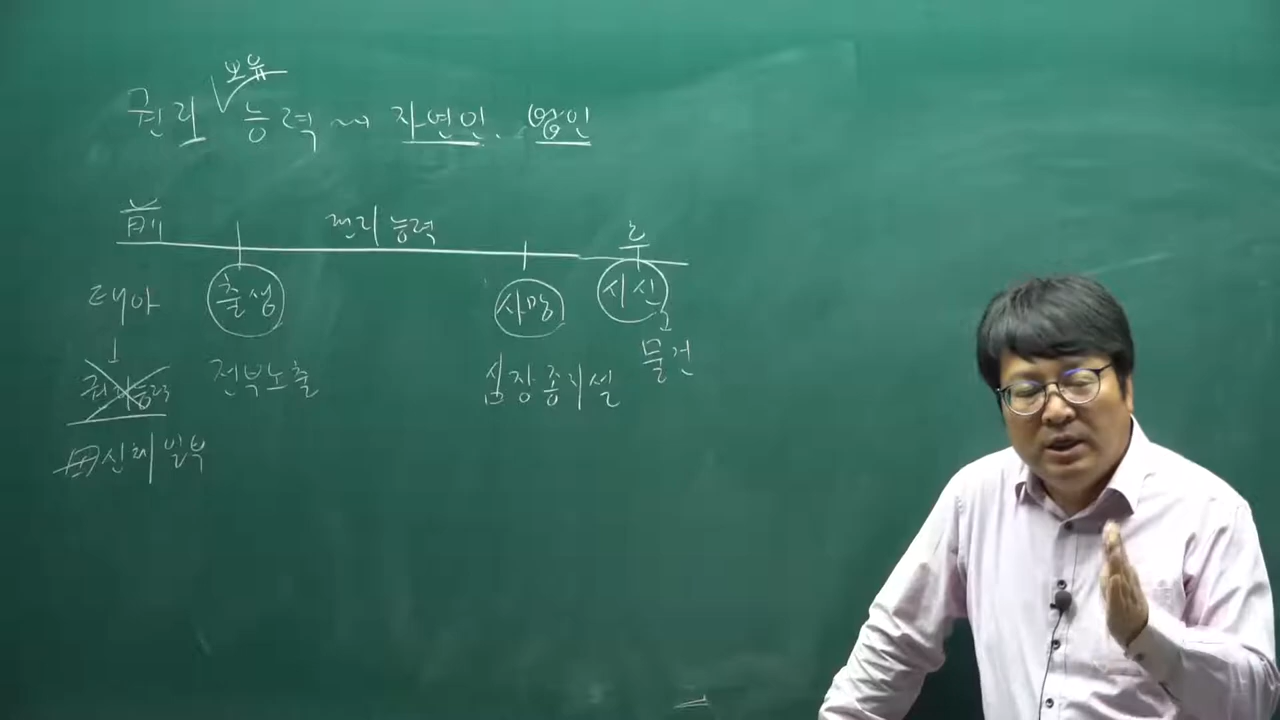 보유
권리 능력 → 자연인, 법인
前 권리능력 후
태아 출생 사망 시신
권리능력 전부노출 심장종지설 물건
母신체 일부